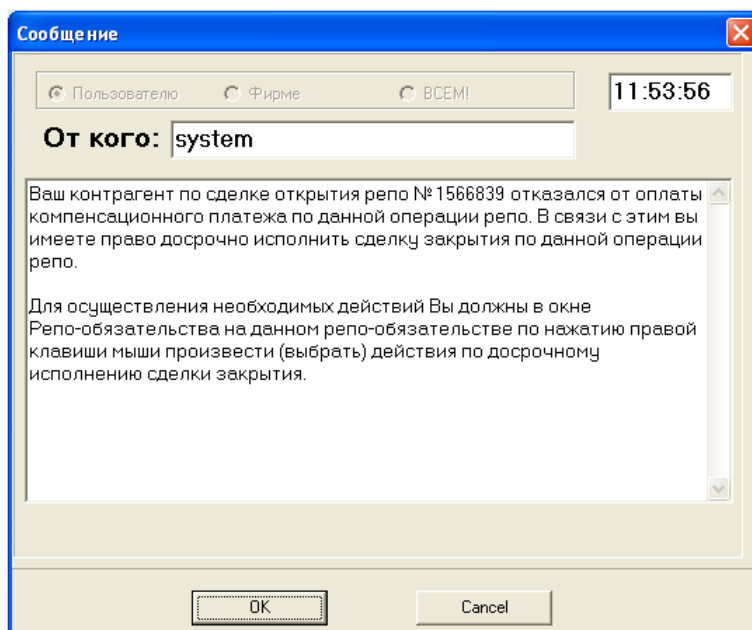 Сообщение
Пользователю Фирме ВСЕМ! 11:53:56
От кого: system
Ваш контрагент по сделке открытия репо № 1566839 отказался от оплаты
компенсационного платежа по данной операции репо. В связи с этим вы
имеете право досрочно исполнить сделку закрытия по данной операции
репо.
Для осуществления необходимых действий Вы должны в окне
Репо-обязательства на данном репо-обязательстве по нажатию правой
клавиши мыши произвести (выбрать) действия по досрочному
исполнению сделки закрытия.
OK Cancel